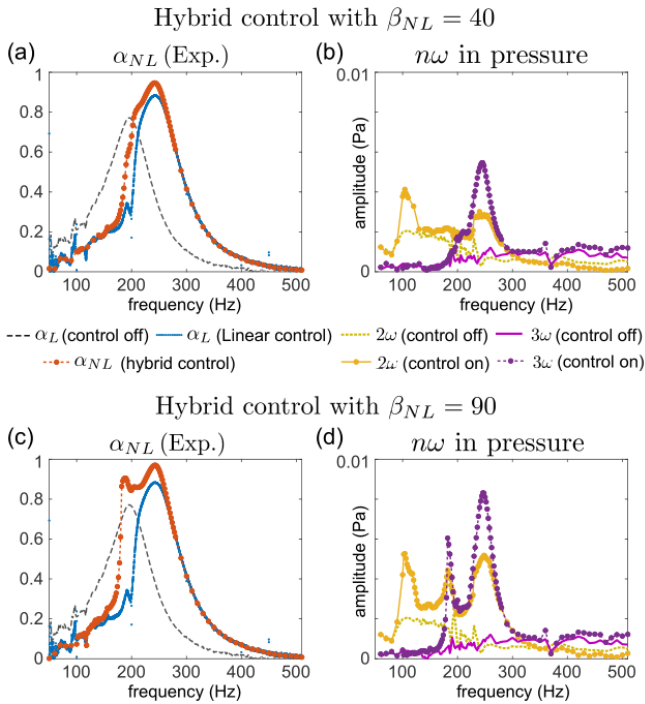 Hybrid control with β_NL = 40
(a) α_NL (Exp.)
(b) nω in pressure
1
0.8
0.6
0.4
0.2
0
100 200 300 400 500
frequency (Hz)
0.01
amplitude (Pa)
0
100 200 300 400 500
frequency (Hz)
α_L (control off) α_L (Linear control) 2ω (control off) 3ω (control off)
α_NL (hybrid control) 2ω (control on) 3ω (control on)
Hybrid control with β_NL = 90
(c) α_NL (Exp.)
(d) nω in pressure
1
0.8
0.6
0.4
0.2
0
100 200 300 400 500
frequency (Hz)
0.01
amplitude (Pa)
0
100 200 300 400 500
frequency (Hz)